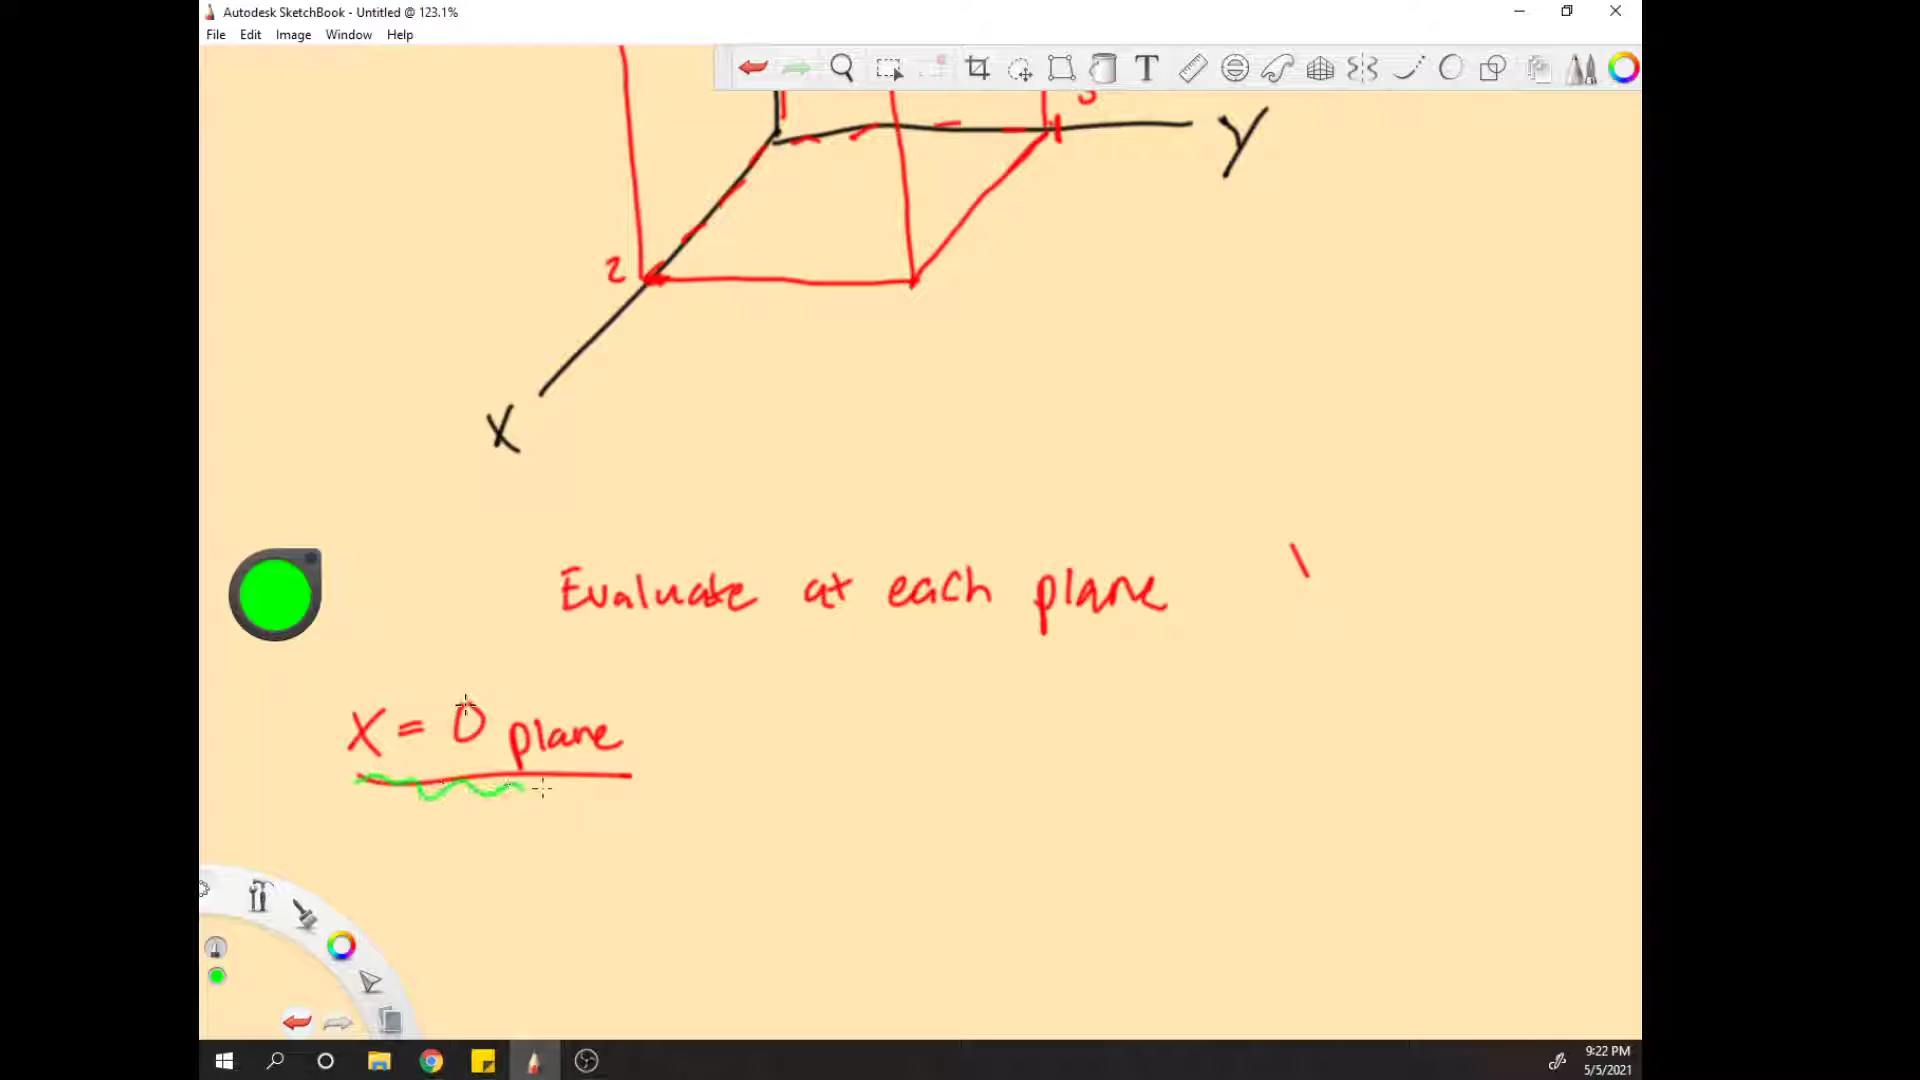 Autodesk SketchBook - Untitled @ 123.1%
File Edit Image Window Help
T
Y
2
X
Evaluate at each plane
X = 0 plane
9:22 PM
5/5/2021